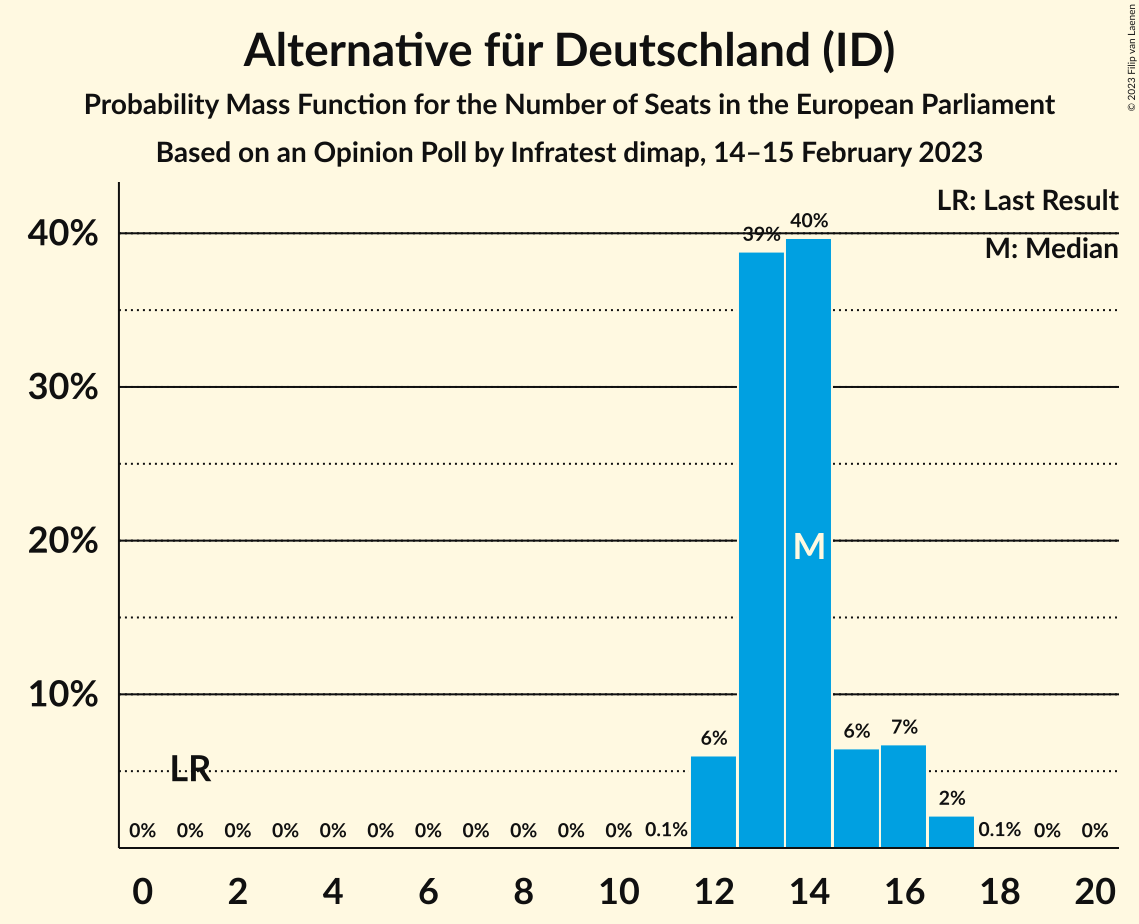 Alternative für Deutschland (ID)
Probability Mass Function for the Number of Seats in the European Parliament
Based on an Opinion Poll by Infratest dimap, 14–15 February 2023
© 2023 Filip van Laenen
LR: Last Result
M: Median
40%
30%
20%
10%
39%
40%
M
LR
6%
6%
7%
2%
0% 0% 0% 0% 0% 0% 0% 0% 0% 0% 0% 0.1% 0.1% 0% 0%
0 2 4 6 8 10 12 14 16 18 20